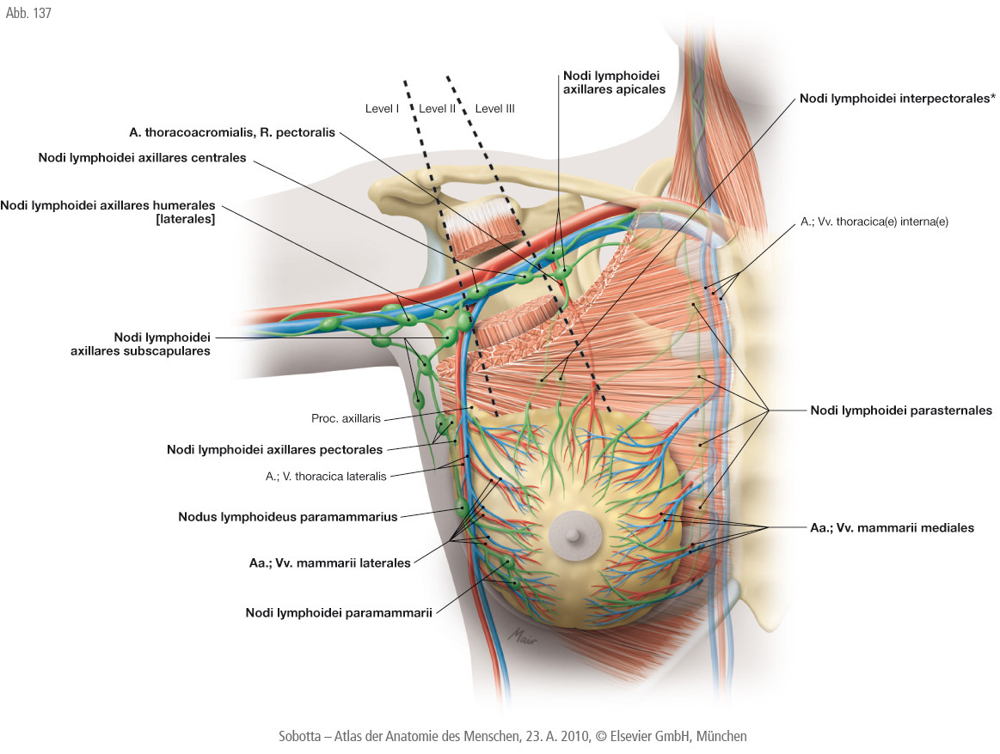 Abb. 137
Nodi lymphoidei
axillares apicales
Nodi lymphoidei interpectorales*
Level I
Level II
Level III
A. thoracoacromialis, R. pectoralis
Nodi lymphoidei axillares centrales
Nodi lymphoidei axillares humerales
[laterales]
A.; Vv. thoracica(e) interna(e)
Nodi lymphoidei
axillares subscapulares
Nodi lymphoidei parasternales
Proc. axillaris
Nodi lymphoidei axillares pectorales
A.; V. thoracica lateralis
Nodus lymphoideus paramammarius
Aa.; Vv. mammarii mediales
Aa.; Vv. mammarii laterales
Nodi lymphoidei paramammarii
Mair
Sobotta – Atlas der Anatomie des Menschen, 23. A. 2010, © Elsevier GmbH, München